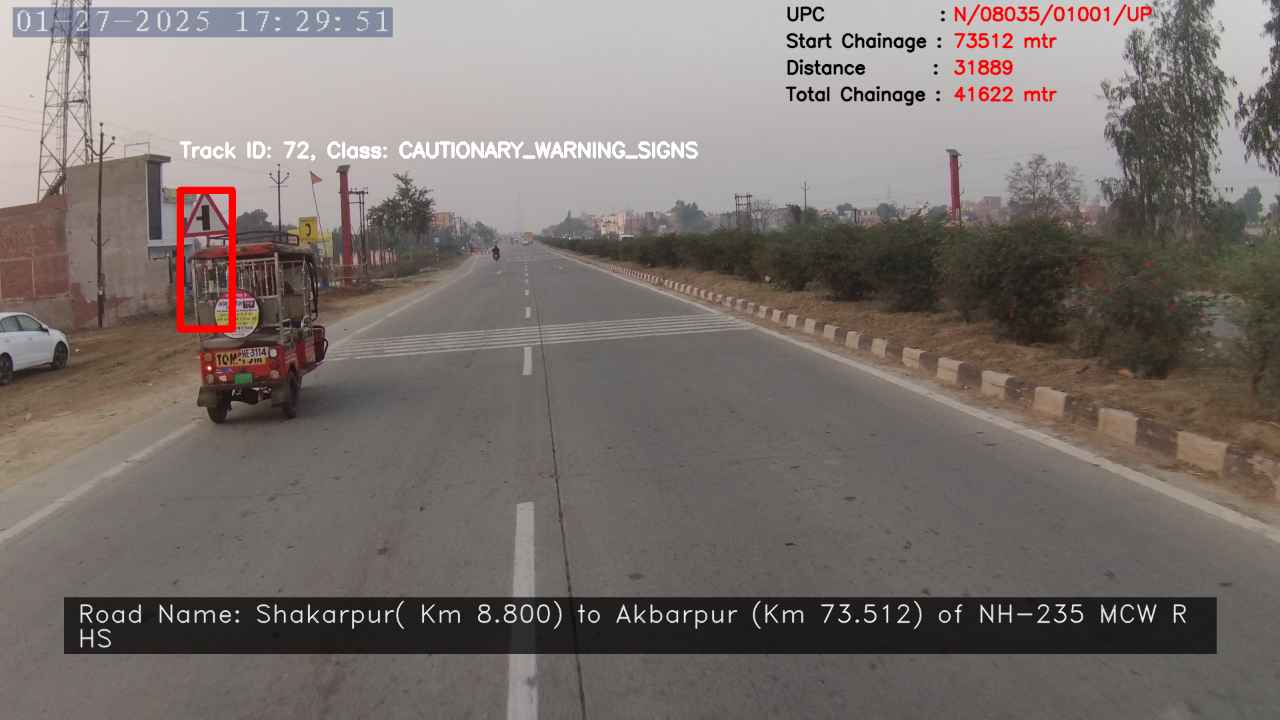 01-27-2025 17:29:51
UPC : N/08035/01001/UP
Start Chainage : 73512 mtr
Distance : 31889
Total Chainage : 41622 mtr
Track ID: 72, Class: CAUTIONARY_WARNING_SIGNS
Road Name: Shakarpur( Km 8.800) to Akbarpur (Km 73.512) of NH-235 MCW R
HS